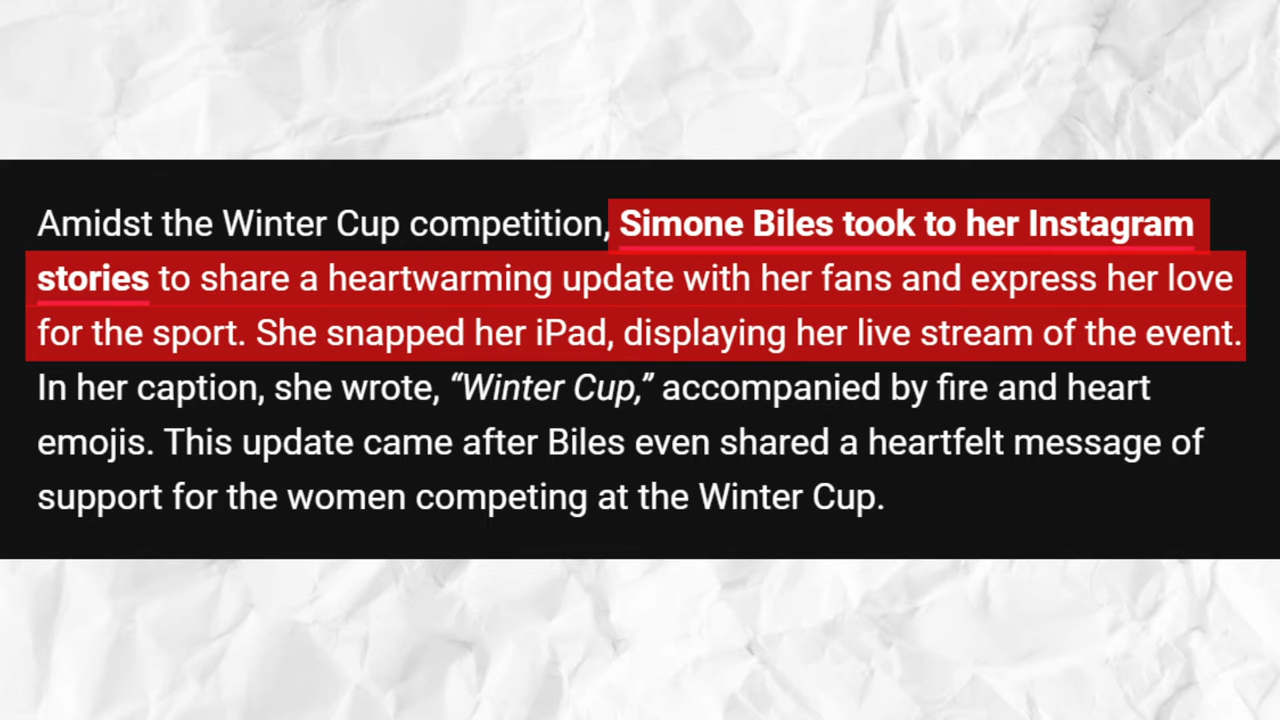 Amidst the Winter Cup competition, Simone Biles took to her Instagram
stories to share a heartwarming update with her fans and express her love
for the sport. She snapped her iPad, displaying her live stream of the event.
In her caption, she wrote, “Winter Cup,” accompanied by fire and heart
emojis. This update came after Biles even shared a heartfelt message of
support for the women competing at the Winter Cup.